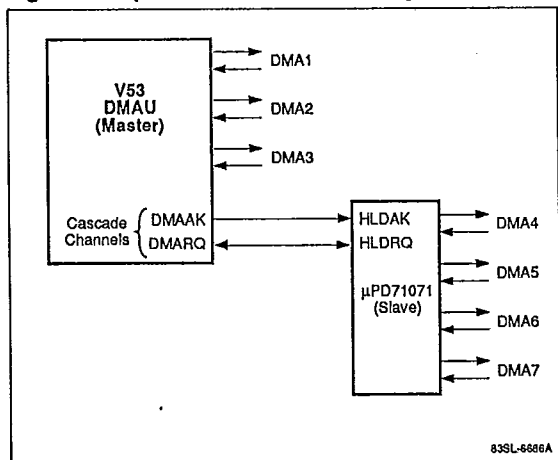 V53
DMAU
(Master)
DMA1
DMA2
DMA3
Cascade
Channels
DMAAK
DMARQ
HLDAK
HLDRQ
µPD71071
(Slave)
DMA4
DMA5
DMA6
DMA7
83SL-6686A